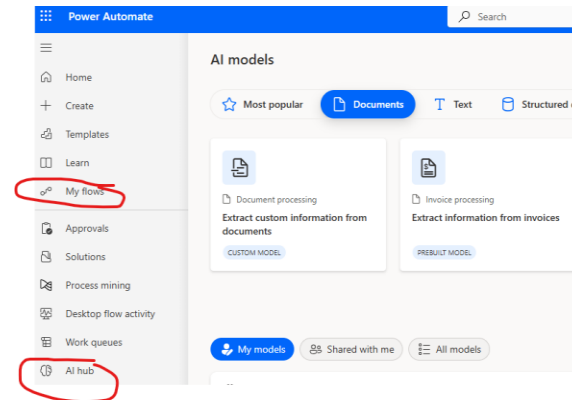 Power Automate
Search
Home
Create
Templates
Learn
My flows
Approvals
Solutions
Process mining
Desktop flow activity
Work queues
AI hub
AI models
Most popular
Documents
Text
Structured
Document processing
Extract custom information from
documents
CUSTOM MODEL
Invoice processing
Extract information from invoices
PREBUILT MODEL
My models
Shared with me
All models